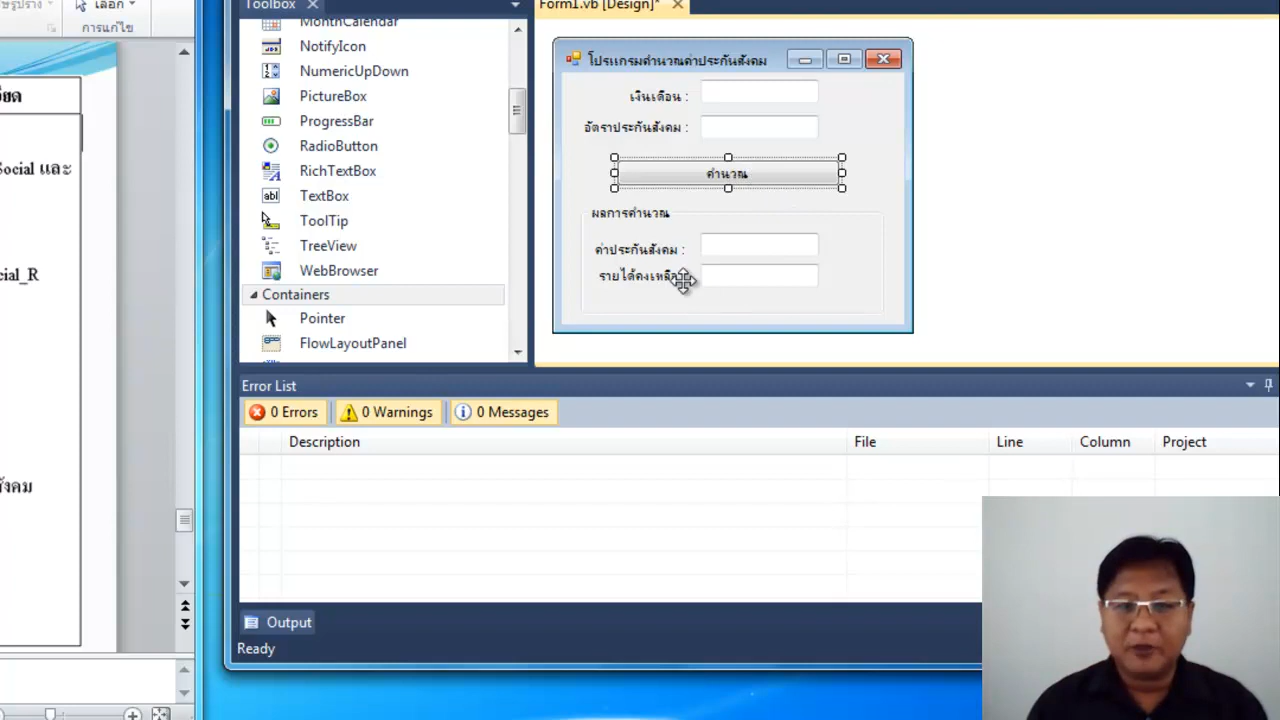 เลือก
การแก้ไข
Social และ
cial_R
Toolbox
MonthCalendar
NotifyIcon
NumericUpDown
PictureBox
ProgressBar
RadioButton
RichTextBox
TextBox
ToolTip
TreeView
WebBrowser
Containers
Pointer
FlowLayoutPanel
Form1.vb [Design]*
โปรแกรมคำนวณค่าประกันสังคม
เงินเดือน :
อัตราประกันสังคม :
คำนวณ
ผลการคำนวณ
ค่าประกันสังคม :
รายได้คงเหลือ
Error List
0 Errors
0 Warnings
0 Messages
Description
File
Line
Column
Project
Output
Ready